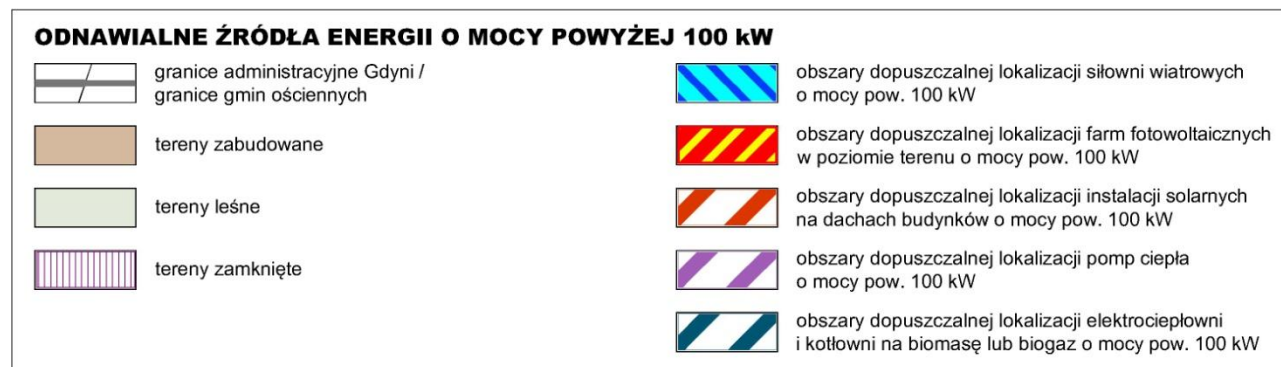 ODNAWIALNE ŹRÓDŁA ENERGII O MOCY POWYŻEJ 100 kW
granice administracyjne Gdyni /
granice gmin ościennych
tereny zabudowane
tereny leśne
tereny zamknięte
obszary dopuszczalnej lokalizacji siłowni wiatrowych
o mocy pow. 100 kW
obszary dopuszczalnej lokalizacji farm fotowoltaicznych
w poziomie terenu o mocy pow. 100 kW
obszary dopuszczalnej lokalizacji instalacji solarnych
na dachach budynków o mocy pow. 100 kW
obszary dopuszczalnej lokalizacji pomp ciepła
o mocy pow. 100 kW
obszary dopuszczalnej lokalizacji elektrociepłowni
i kotłowni na biomasę lub biogaz o mocy pow. 100 kW